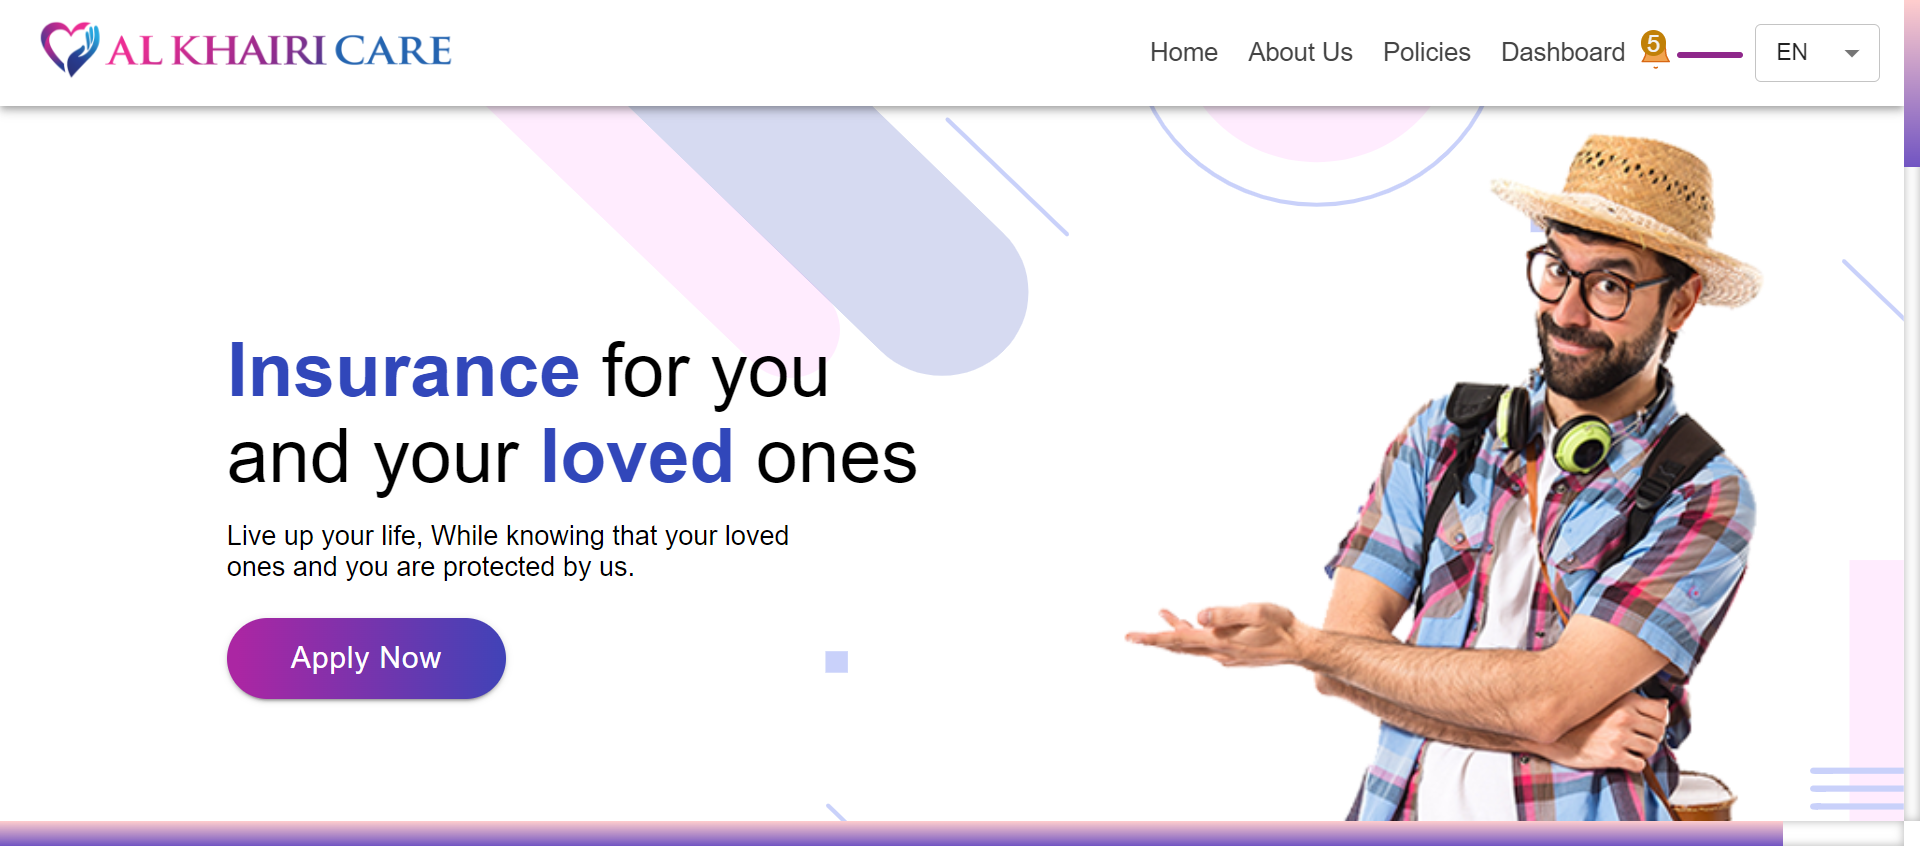 AL KHAIRI CARE
Home About Us Policies Dashboard 5 EN
Insurance for you
and your loved ones
Live up your life, While knowing that your loved
ones and you are protected by us.
Apply Now